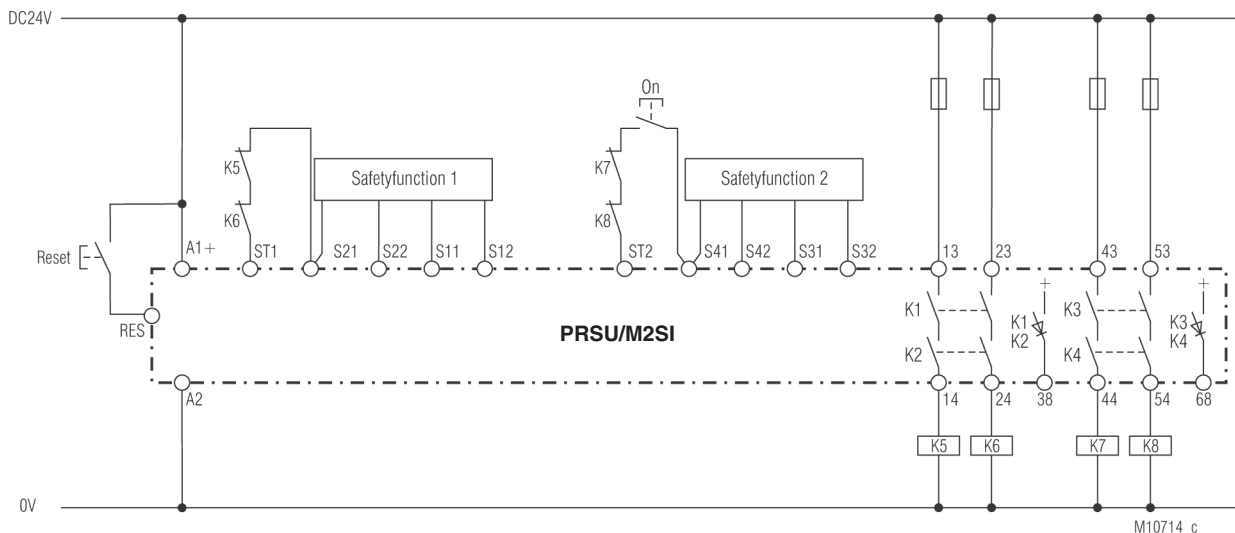 DC24V
On
K5
Safetyfunction 1
K7
Safetyfunction 2
K6
K8
Reset
A1+
ST1
S21
S22
S11
S12
ST2
S41
S42
S31
S32
13
23
43
53
RES
PRSU/M2SI
K1
K1
K2
K3
K3
K4
K2
K4
A2
14
24
38
44
54
68
K5
K6
K7
K8
0V
M10714 c
+
+